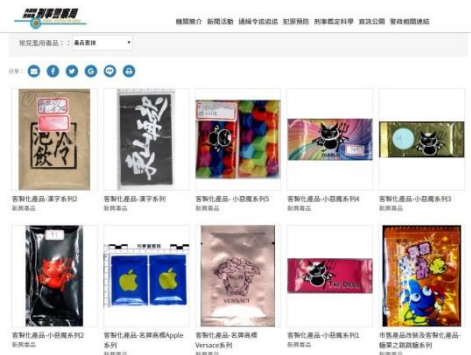 刑事警察局
機關簡介 新聞活動 通緝令追追追 犯罪預防 刑事鑑定科學 資訊公開 警政相關連結
常見濫用毒品：： 毒品查詢
分享：
泡飲 冷
DIABLO
客製化產品-漢字系列2
新興毒品
客製化產品-漢字系列
新興毒品
客製化產品- 小惡魔系列5
新興毒品
客製化產品-小惡魔系列4
新興毒品
客製化產品-小惡魔系列3
新興毒品
VERSACE
客製化產品-小惡魔系列2
新興毒品
客製化產品-名牌商標Apple系列
新興毒品
客製化產品-名牌商標Versace系列
新興毒品
客製化產品-小惡魔系列1
新興毒品
市售產品改裝及客製化產品-糖果之跳跳糖系列
新興毒品